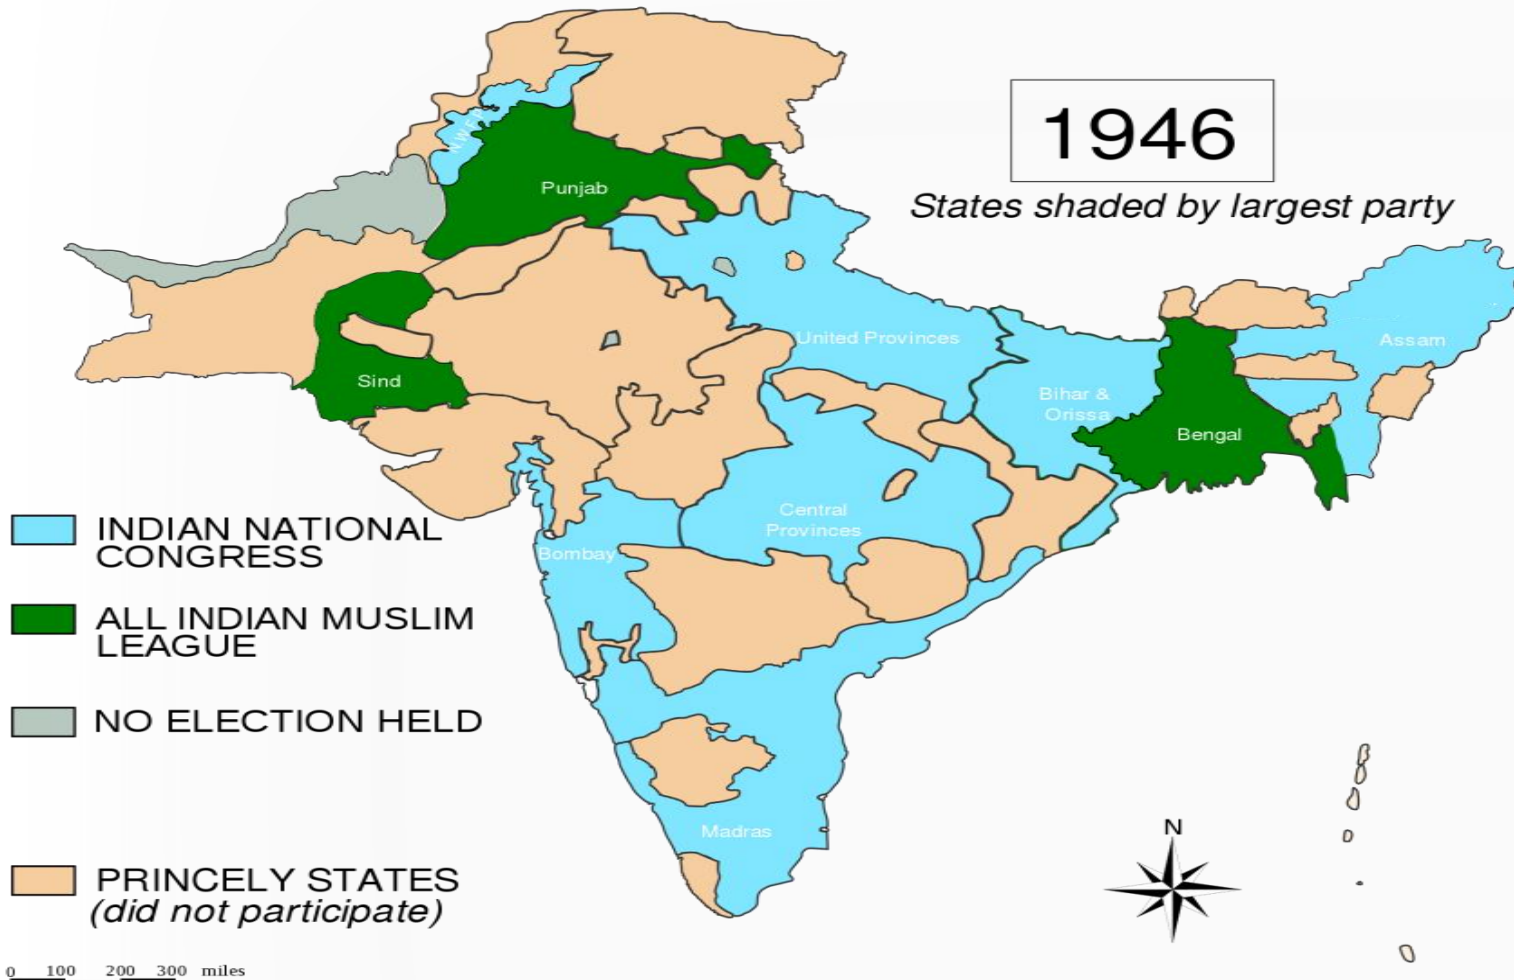 1946
States shaded by largest party
N.W.F.P
Punjab
United Provinces
Assam
Sind
Bihar &
Orissa
Bengal
Central
Provinces
Bombay
Madras
INDIAN NATIONAL
CONGRESS
ALL INDIAN MUSLIM
LEAGUE
NO ELECTION HELD
PRINCELY STATES
(did not participate)
N
0 100 200 300 miles